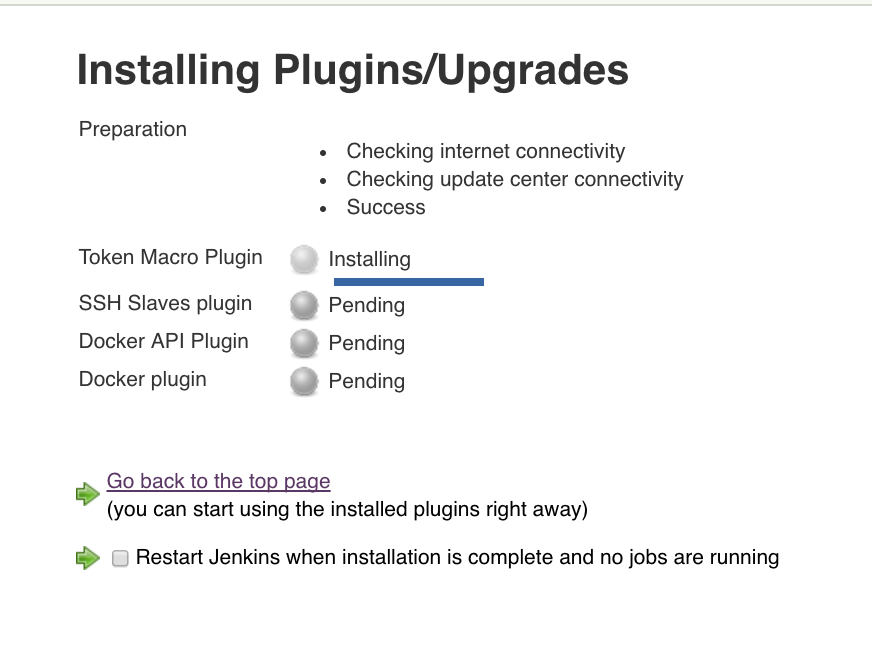 Installing Plugins/Upgrades
Preparation
Checking internet connectivity
Checking update center connectivity
Success
Token Macro Plugin Installing
SSH Slaves plugin Pending
Docker API Plugin Pending
Docker plugin Pending
Go back to the top page
(you can start using the installed plugins right away)
Restart Jenkins when installation is complete and no jobs are running